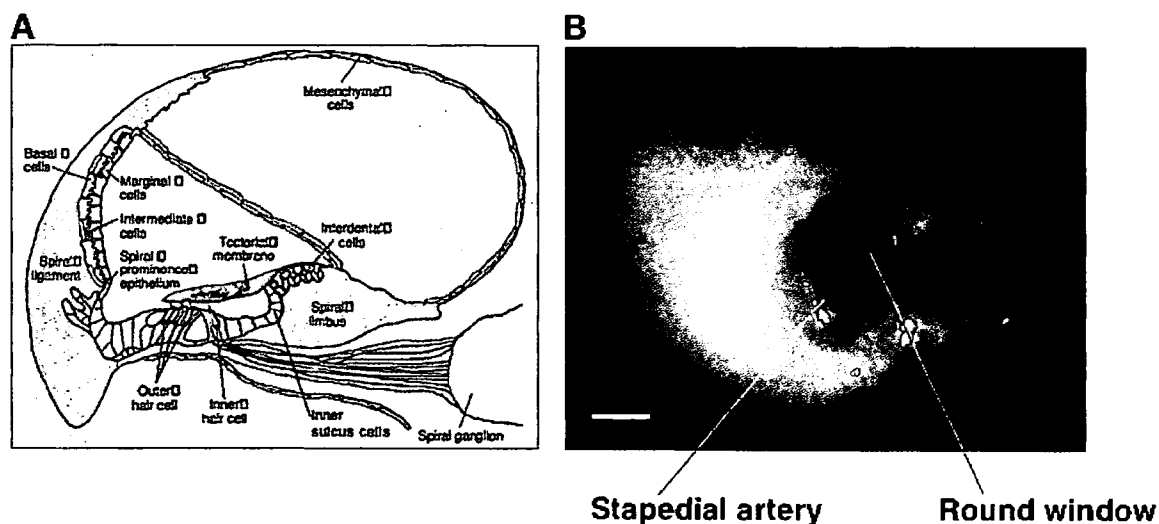 A
B
Mesenchymal□
cells
Basal □
cells
Marginal □
cells
Intermediate □
cells
Interdental□
cells
Tectorial□
membrane
Spiral□
ligament
Spiral □
prominence□
epithelium
Spiral□
limbus
Outer□
hair cell
Inner□
hair cell
Inner
sulcus cells
Spiral ganglion
Stapedial artery
Round window